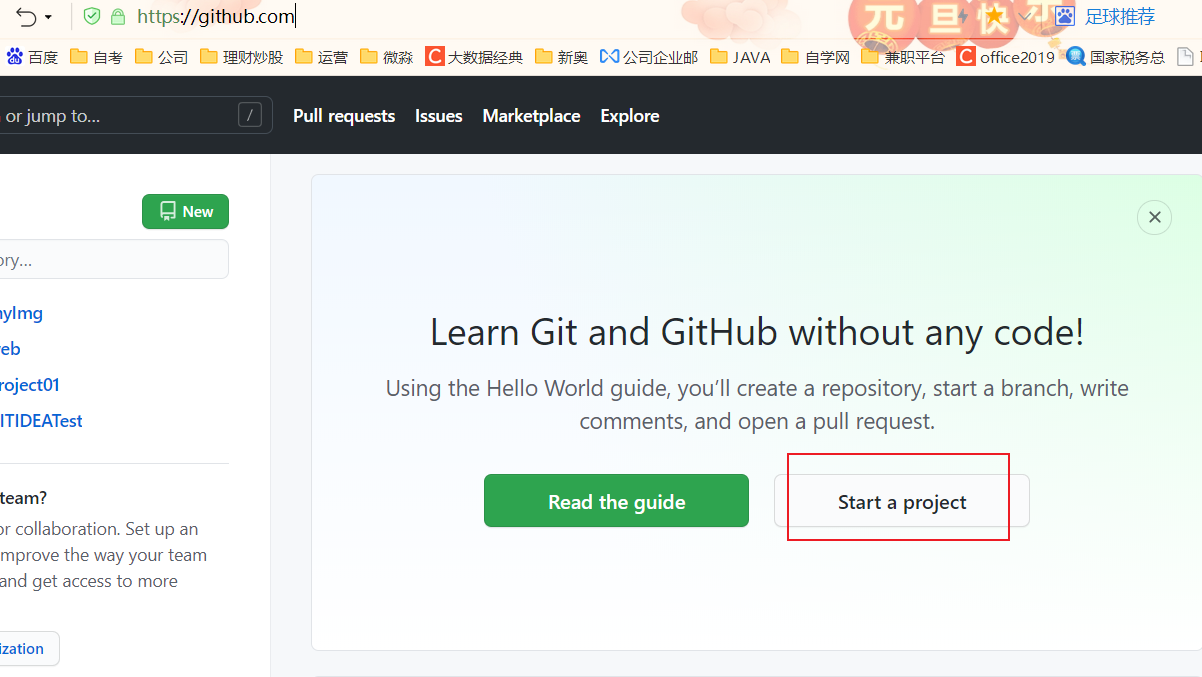 https://github.com
元旦快乐
足球推荐
百度 自考 公司 理财炒股 运营 微淼 大数据经典 新奥 公司企业邮 JAVA 自学网 兼职平台 office2019 国家税务总
or jump to... /
Pull requests Issues Marketplace Explore
New
ory...
myImg
eb
roject01
ITIDEATest
team?
or collaboration. Set up an
mprove the way your team
and get access to more
ization
Learn Git and GitHub without any code!
Using the Hello World guide, you’ll create a repository, start a branch, write
comments, and open a pull request.
Read the guide
Start a project